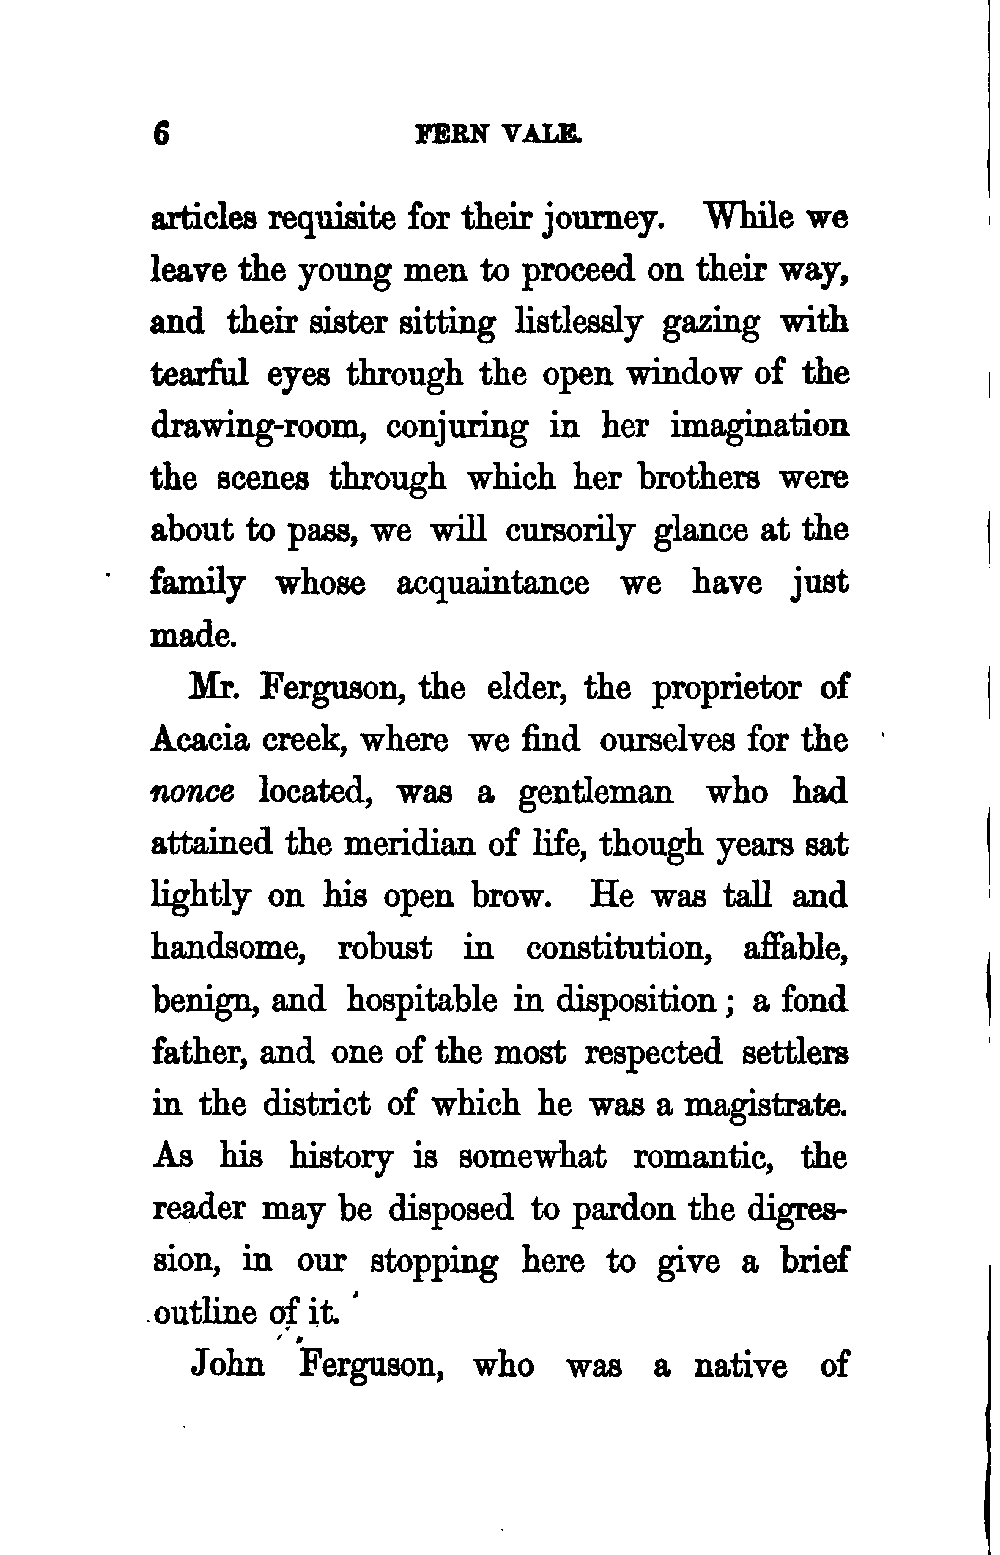 6 FERN VALE.
articles requisite for their journey. While we
leave the young men to proceed on their way,
and their sister sitting listlessly gazing with
tearful eyes through the open window of the
drawing-room, conjuring in her imagination
the scenes through which her brothers were
about to pass, we will cursorily glance at the
family whose acquaintance we have just
made.
Mr. Ferguson, the elder, the proprietor of
Acacia creek, where we find ourselves for the
nonce located, was a gentleman who had
attained the meridian of life, though years sat
lightly on his open brow. He was tall and
handsome, robust in constitution, affable,
benign, and hospitable in disposition; a fond
father, and one of the most respected settlers
in the district of which he was a magistrate.
As his history is somewhat romantic, the
reader may be disposed to pardon the digres-
sion, in our stopping here to give a brief
outline of it.
John Ferguson, who was a native of